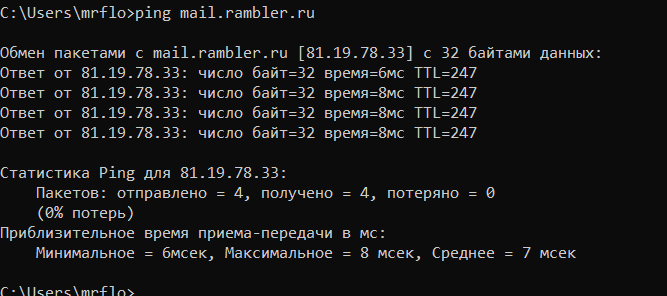 C:\Users\mrflo>ping mail.rambler.ru
Обмен пакетами с mail.rambler.ru [81.19.78.33] с 32 байтами данных:
Ответ от 81.19.78.33: число байт=32 время=6мс TTL=247
Ответ от 81.19.78.33: число байт=32 время=8мс TTL=247
Ответ от 81.19.78.33: число байт=32 время=8мс TTL=247
Ответ от 81.19.78.33: число байт=32 время=8мс TTL=247
Статистика Ping для 81.19.78.33:
    Пакетов: отправлено = 4, получено = 4, потеряно = 0
    (0% потерь)
Приблизительное время приема-передачи в мс:
    Минимальное = 6мсек, Максимальное = 8 мсек, Среднее = 7 мсек
C:\Users\mrflo>